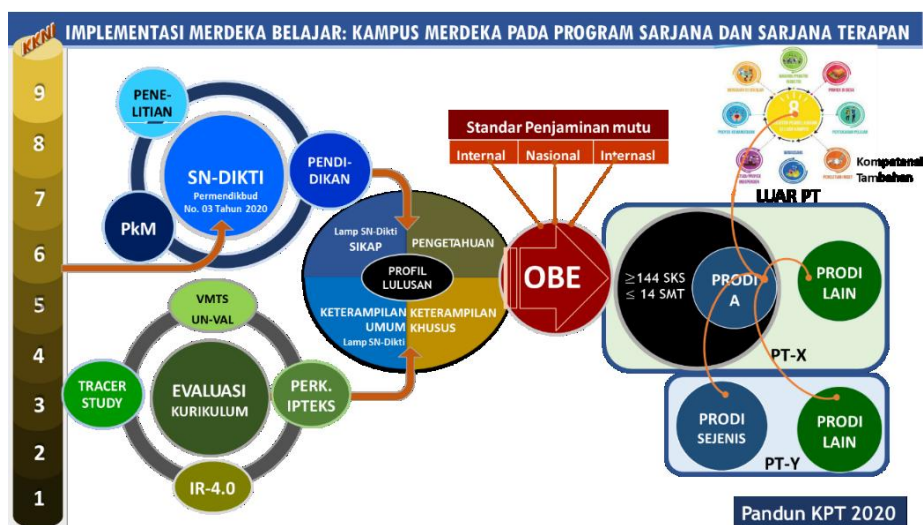 KKNI
IMPLEMENTASI MERDEKA BELAJAR: KAMPUS MERDEKA PADA PROGRAM SARJANA DAN SARJANA TERAPAN
9
8
7
6
5
4
3
2
1
PENE-
LITIAN
SN-DIKTI
Permendikbud
No. 03 Tahun 2020
PENDI-
DIKAN
PkM
VMTS
UN-VAL
TRACER
STUDY
EVALUASI
KURIKULUM
PERK.
IPTEKS
IR-4.0
Lamp SN-Dikti
SIKAP
PENGETAHUAN
PROFIL
LULUSAN
KETERAMPILAN
UMUM
Lamp SN-Dikti
KETERAMPILAN
KHUSUS
Standar Penjaminan mutu
Internal
Nasional
Internasl
OBE
8
Kompetensi
Tambahan
LUAR PT
≥144 SKS
≤ 14 SMT
PRODI
A
PRODI
LAIN
PT-X
PRODI
SEJENIS
PRODI
LAIN
PT-Y
Pandun KPT 2020